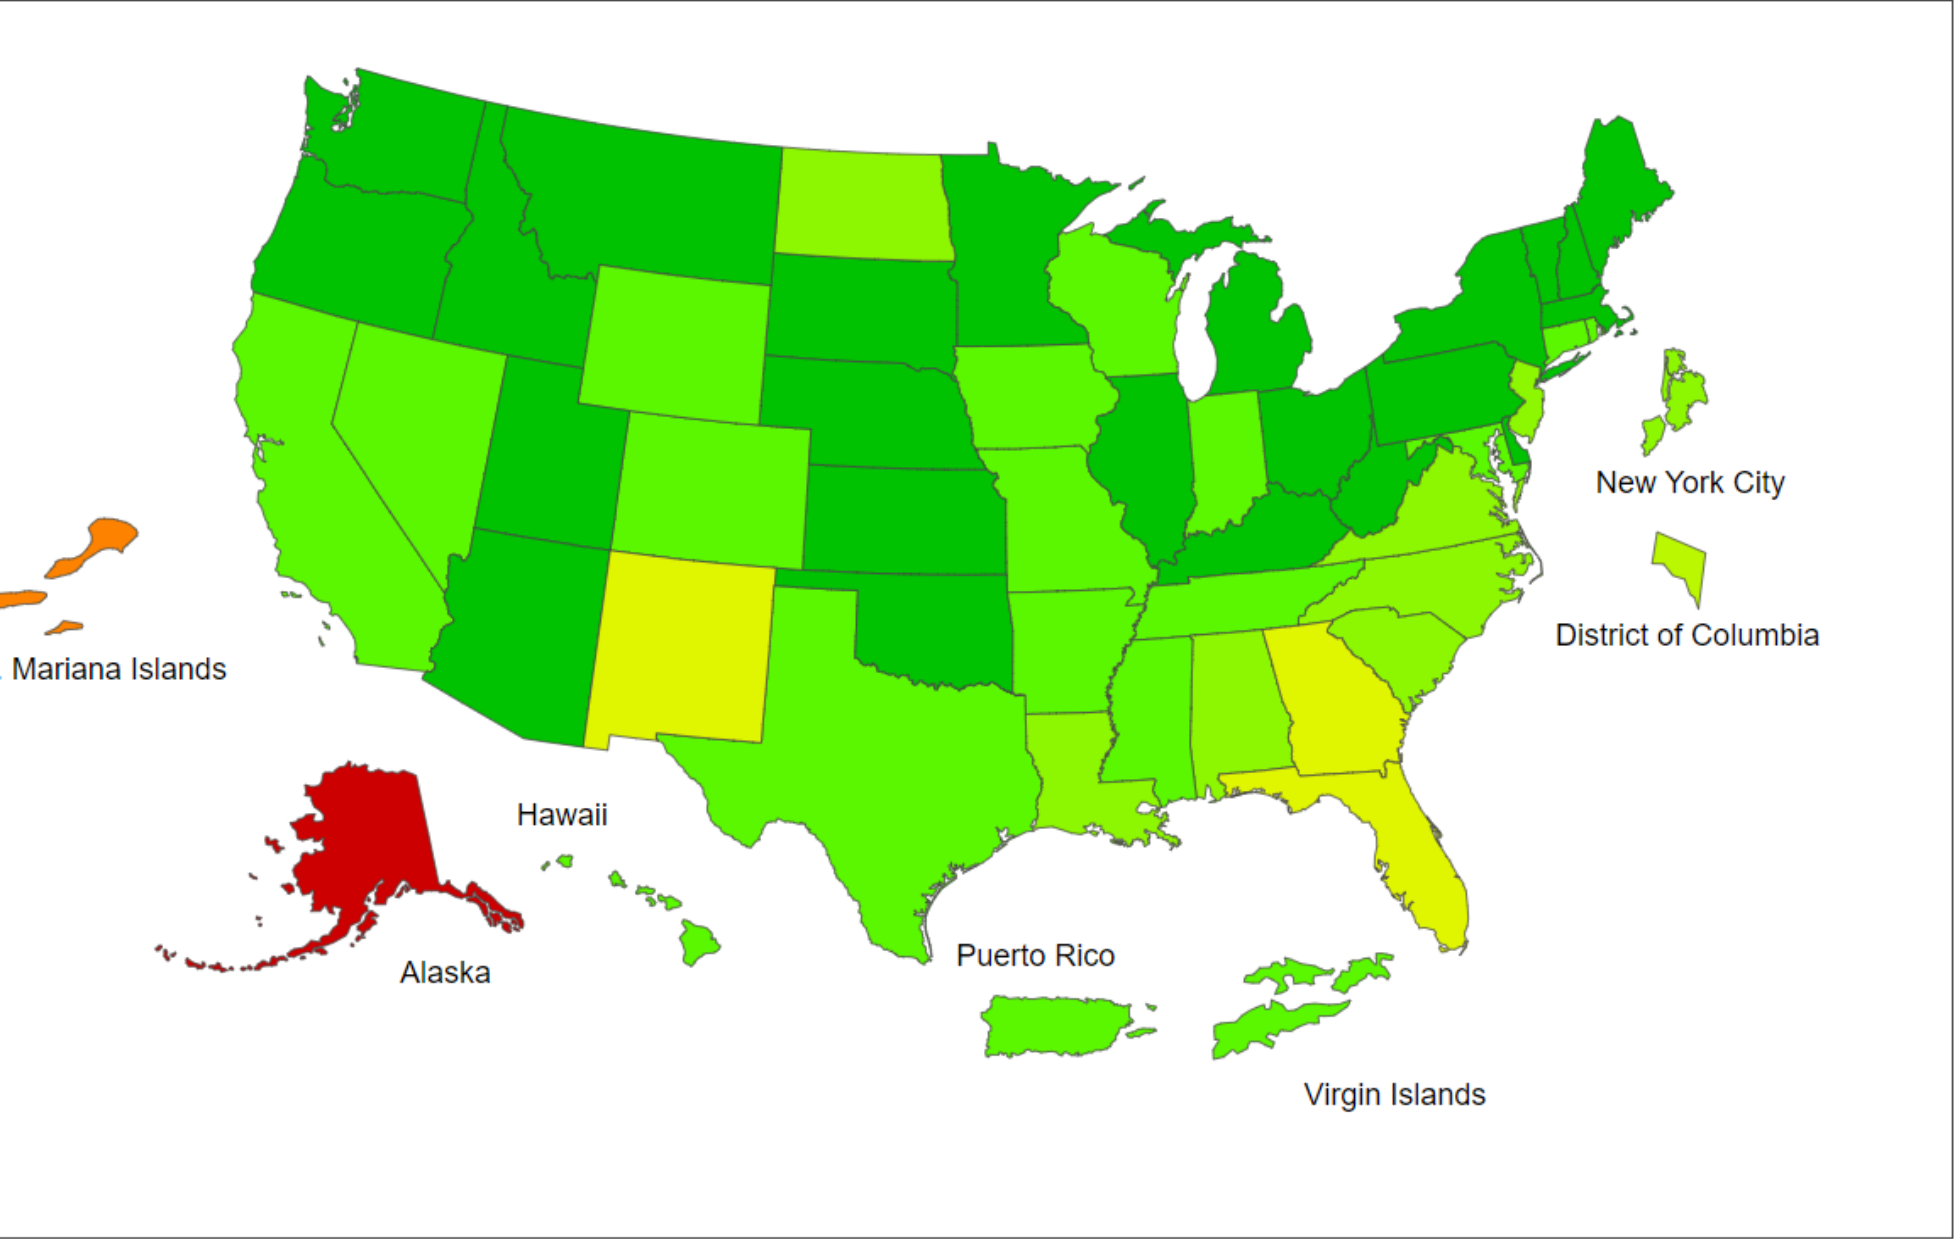 New York City
District of Columbia
. Mariana Islands
Hawaii
Alaska
Puerto Rico
Virgin Islands